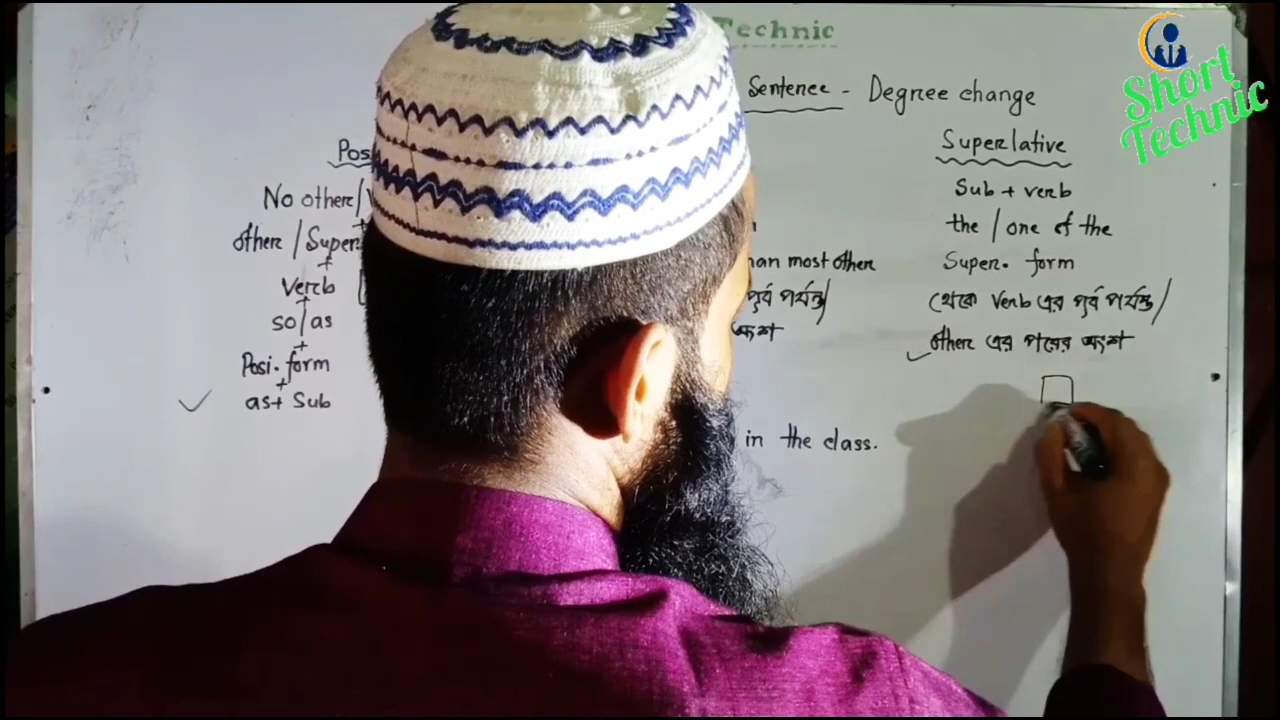 Technic
Sentence - Degree change
Short
Technic
Pos
No other/
other / Super
+
verb
+
so/as
+
Posi. form
+
as + Sub
han most other
পূর্ব পর্যন্ত/
অংশ
in the class.
Superlative
Sub + verb
the / one of the
Super. form
থেকে verb এর পূর্ব পর্যন্ত/
other এর পরের অংশ